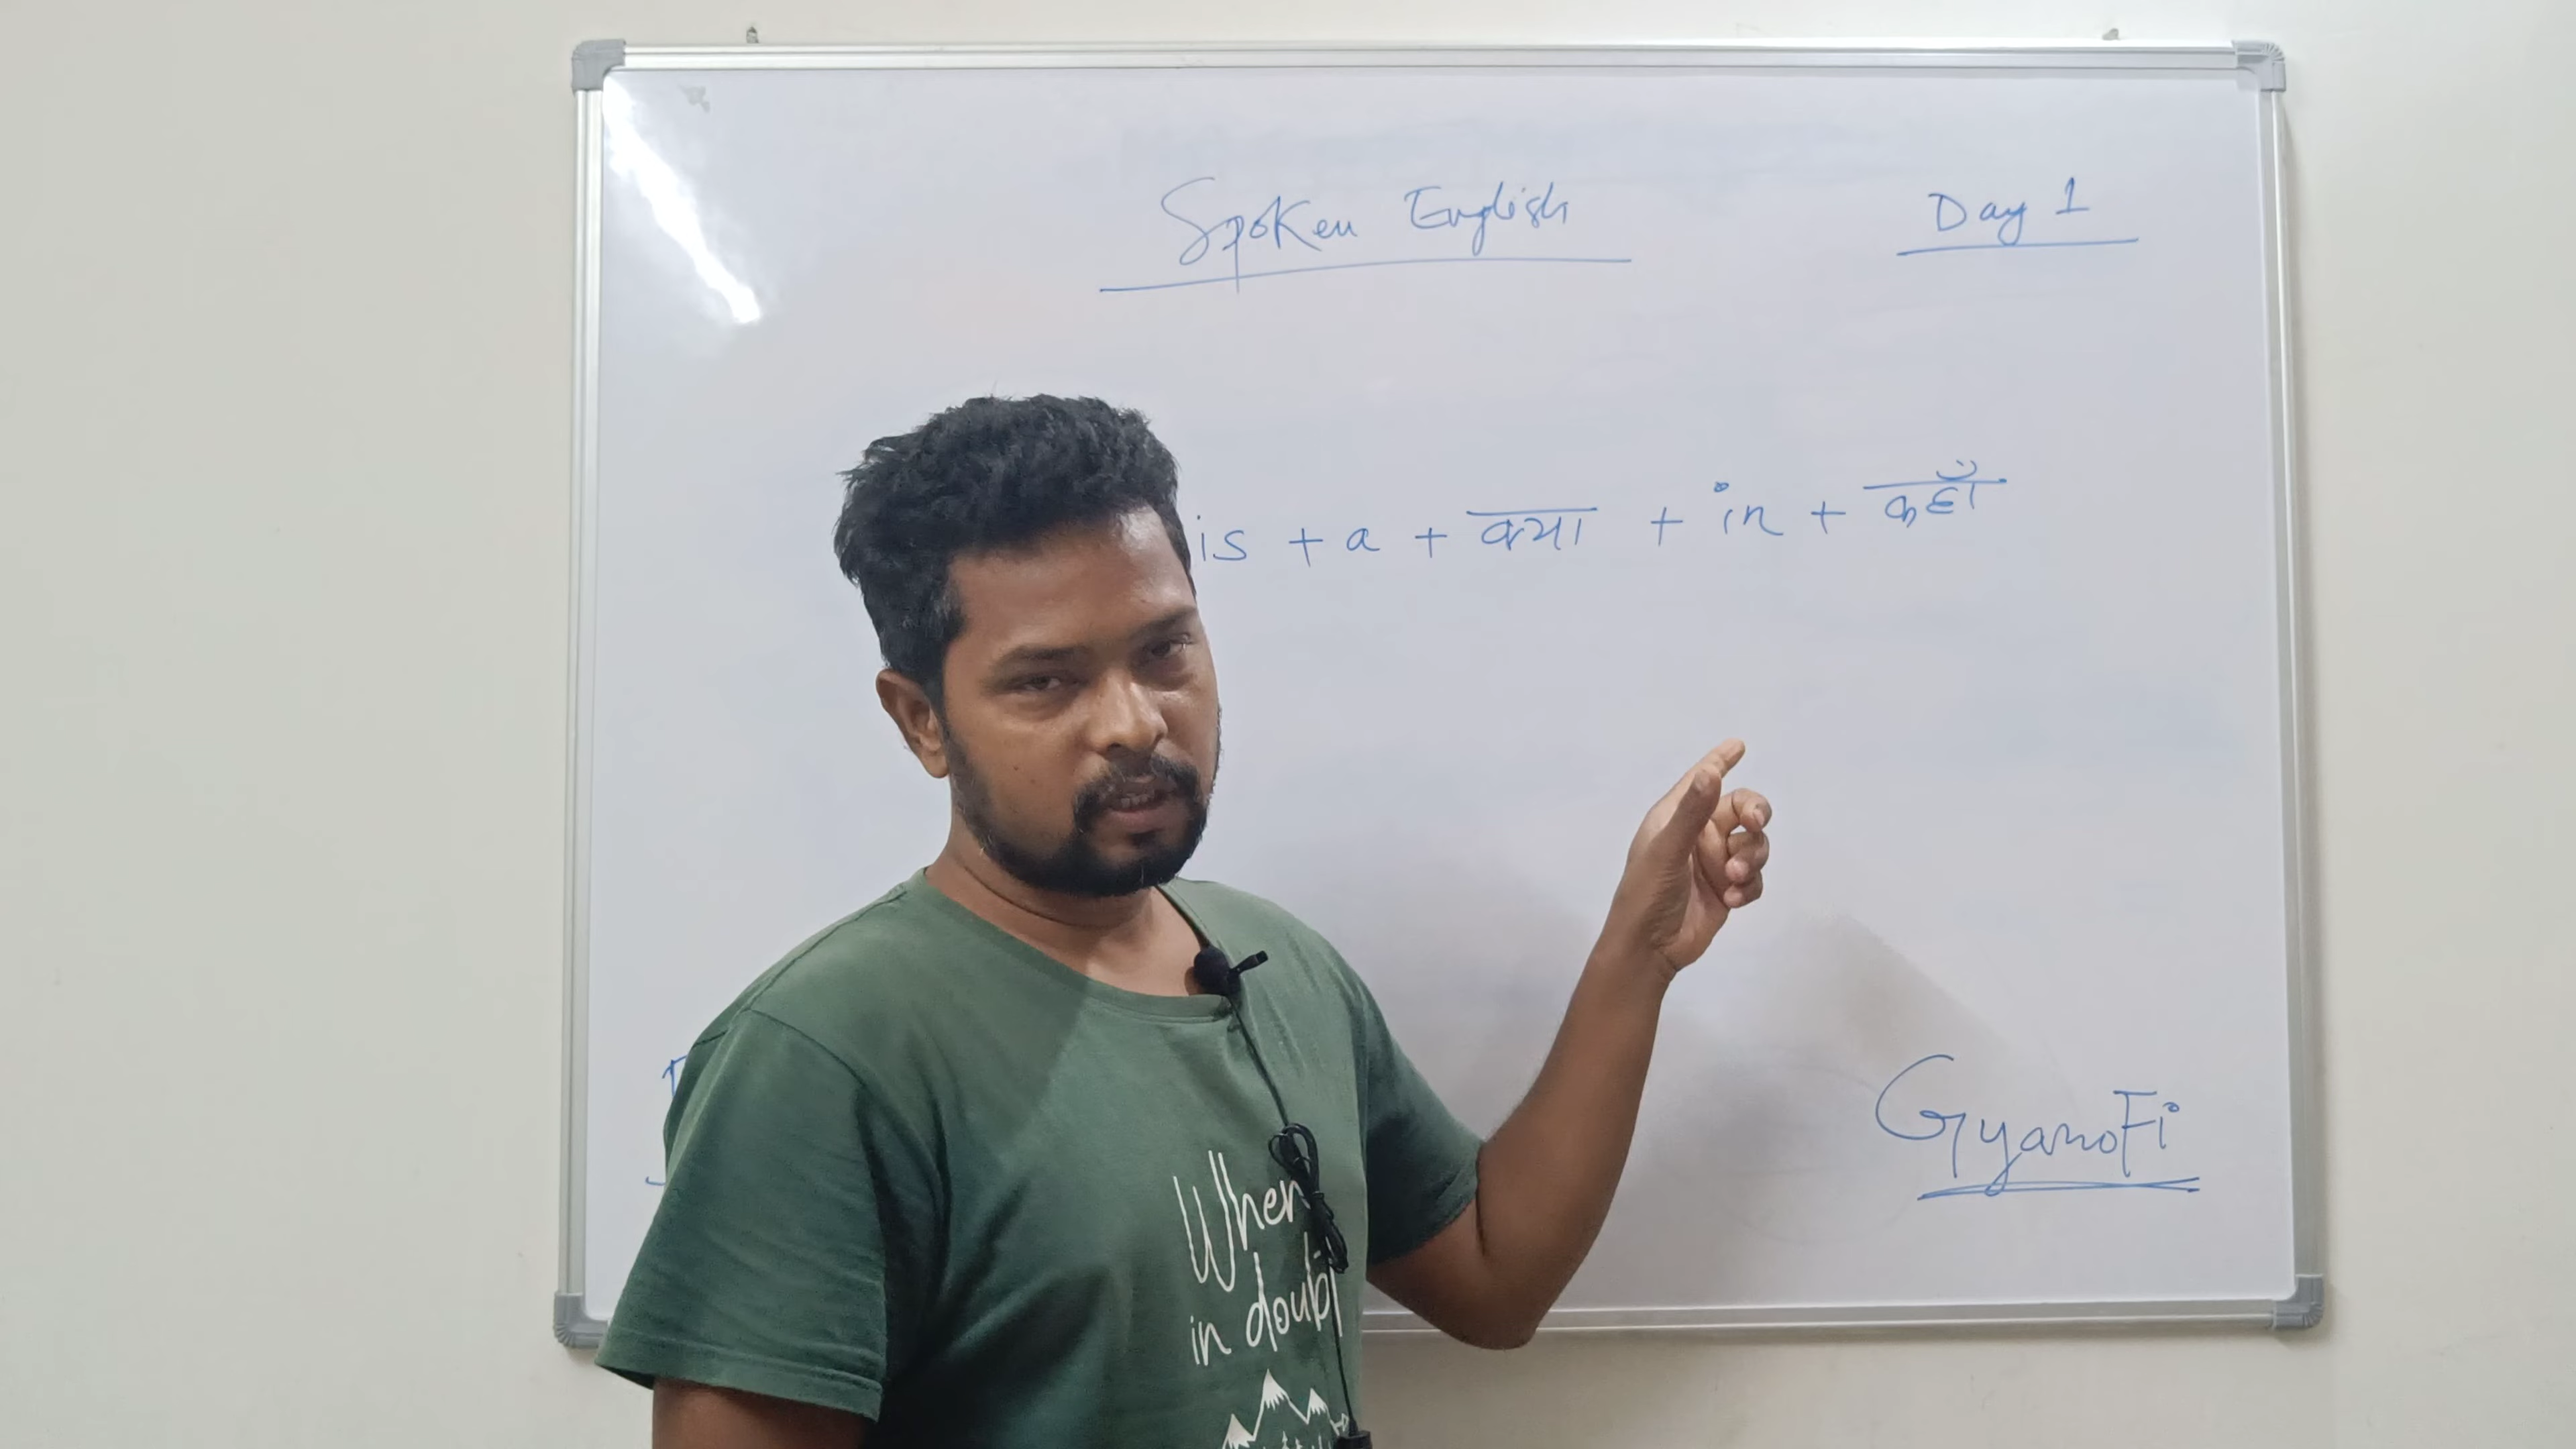 Spoken English
Day 1
is + a + क्या + in + कहाँ
GyanoFi
When
in doubt